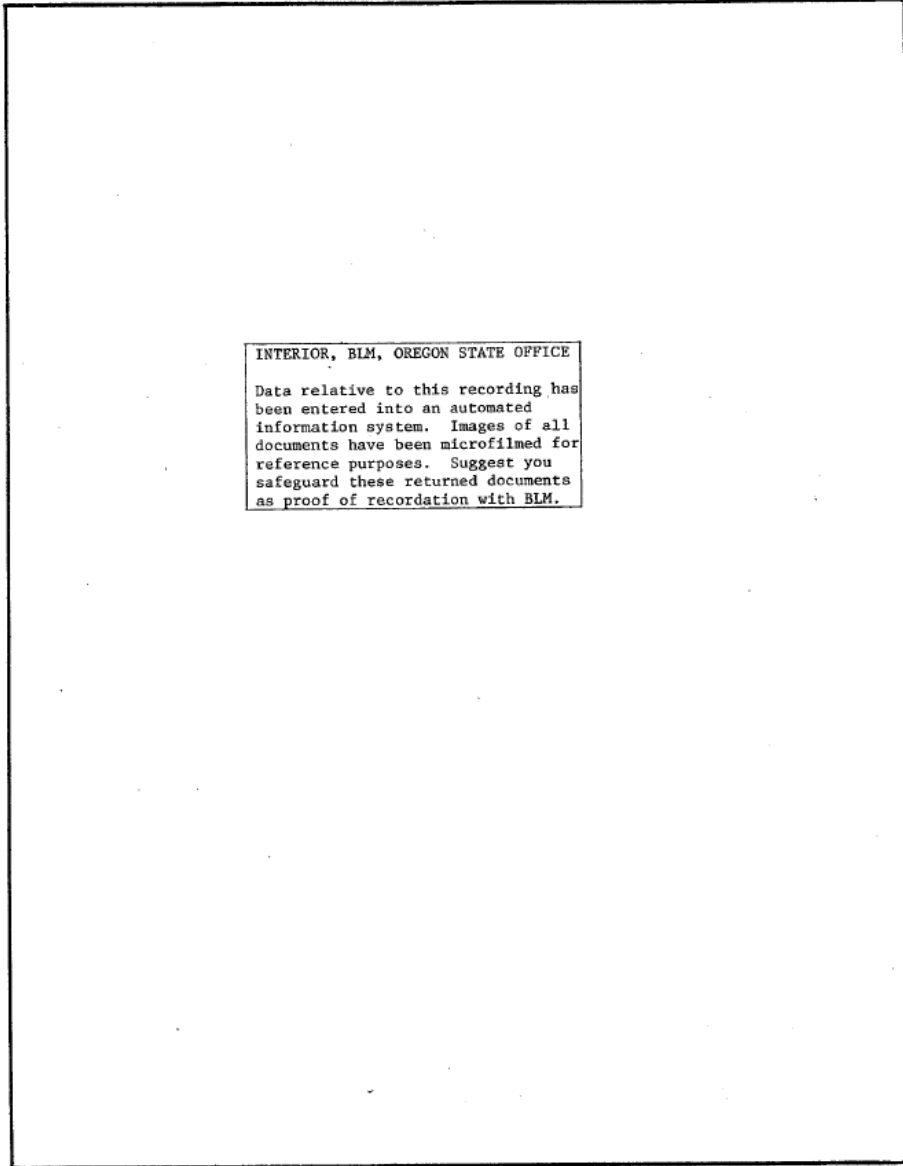 INTERIOR, BLM, OREGON STATE OFFICE
Data relative to this recording has
been entered into an automated
information system. Images of all
documents have been microfilmed for
reference purposes. Suggest you
safeguard these returned documents
as proof of recordation with BLM.